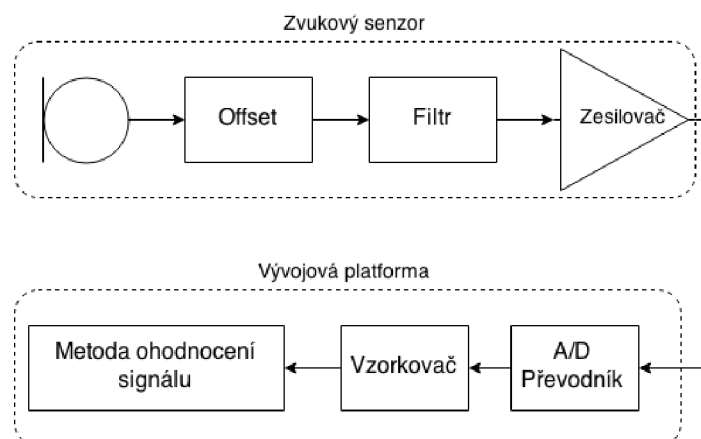 Zvukový senzor
Offset
Filtr
Zesilovač
Vývojová platforma
Metoda ohodnocení
signálu
Vzorkovač
A/D
Převodník